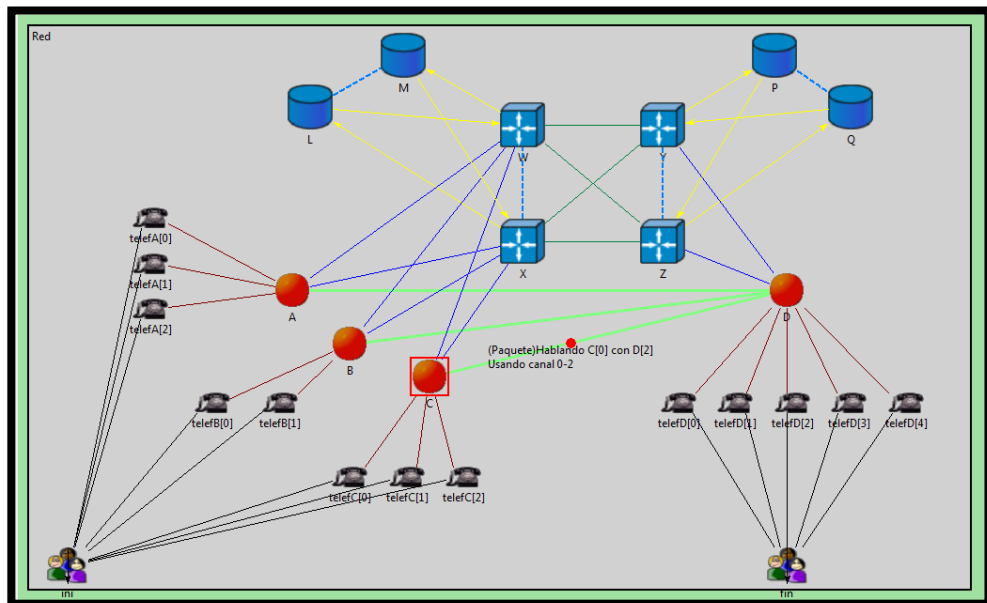 Red
M
P
L
Q
W
Y
telefA[0]
X
Z
telefA[1]
telefA[2]
A
D
(Paquete)Hablando C[0] con D[2]
Usando canal 0-2
B
C
telefB[0]
telefB[1]
telefD[0]
telefD[1]
telefD[2]
telefD[3]
telefD[4]
telefC[0]
telefC[1]
telefC[2]
ini
fin